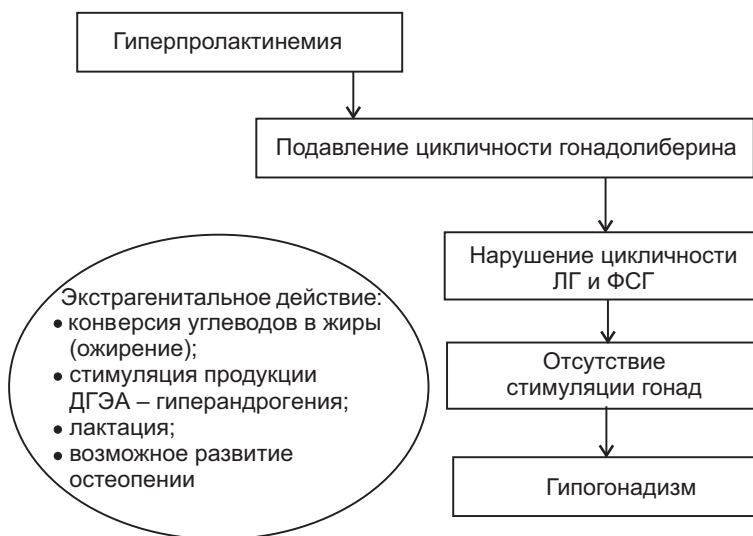 Гиперпролактинемия
Подавление цикличности гонадолиберина
Нарушение цикличности
ЛГ и ФСГ
Экстрагенитальное действие:
• конверсия углеводов в жиры
(ожирение);
• стимуляция продукции
ДГЭА – гиперандрогения;
• лактация;
• возможное развитие
остеопении
Отсутствие
стимуляции гонад
Гипогонадизм